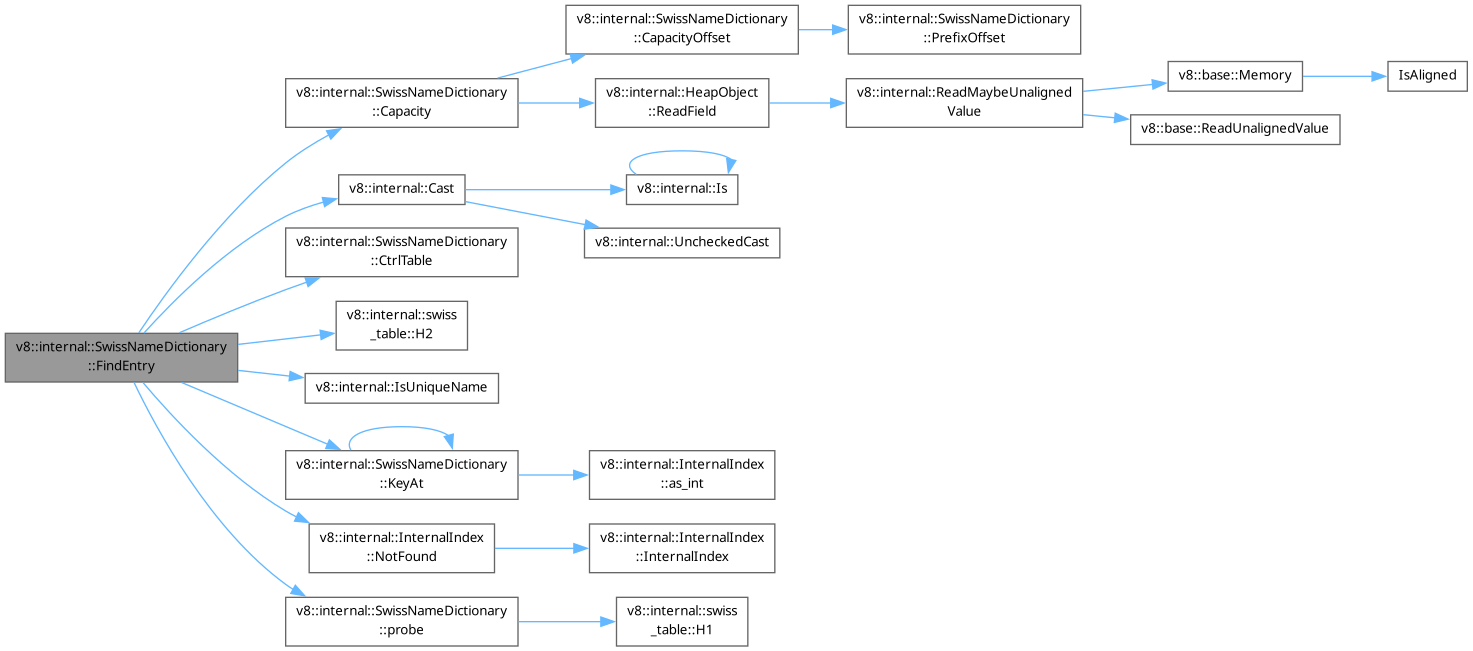 v8::internal::SwissNameDictionary
::FindEntry
v8::internal::SwissNameDictionary
::Capacity
v8::internal::SwissNameDictionary
::CapacityOffset
v8::internal::SwissNameDictionary
::PrefixOffset
v8::internal::HeapObject
::ReadField
v8::internal::ReadMaybeUnaligned
Value
v8::base::Memory
IsAligned
v8::base::ReadUnalignedValue
v8::internal::Cast
v8::internal::Is
v8::internal::UncheckedCast
v8::internal::SwissNameDictionary
::CtrlTable
v8::internal::swiss
_table::H2
v8::internal::IsUniqueName
v8::internal::SwissNameDictionary
::KeyAt
v8::internal::InternalIndex
::as_int
v8::internal::InternalIndex
::NotFound
v8::internal::InternalIndex
::InternalIndex
v8::internal::SwissNameDictionary
::probe
v8::internal::swiss
_table::H1